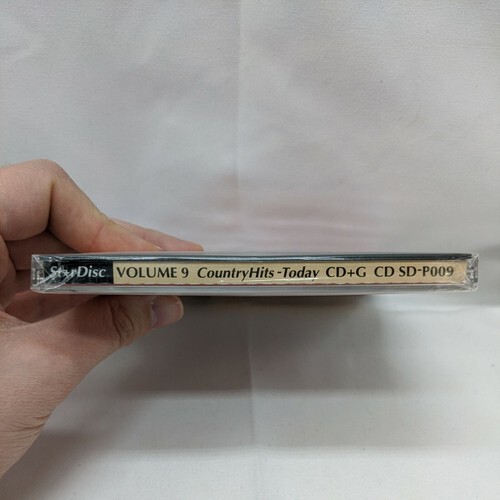 StarDisc VOLUME 9 CountryHits-Today CD+G CD SD-P009